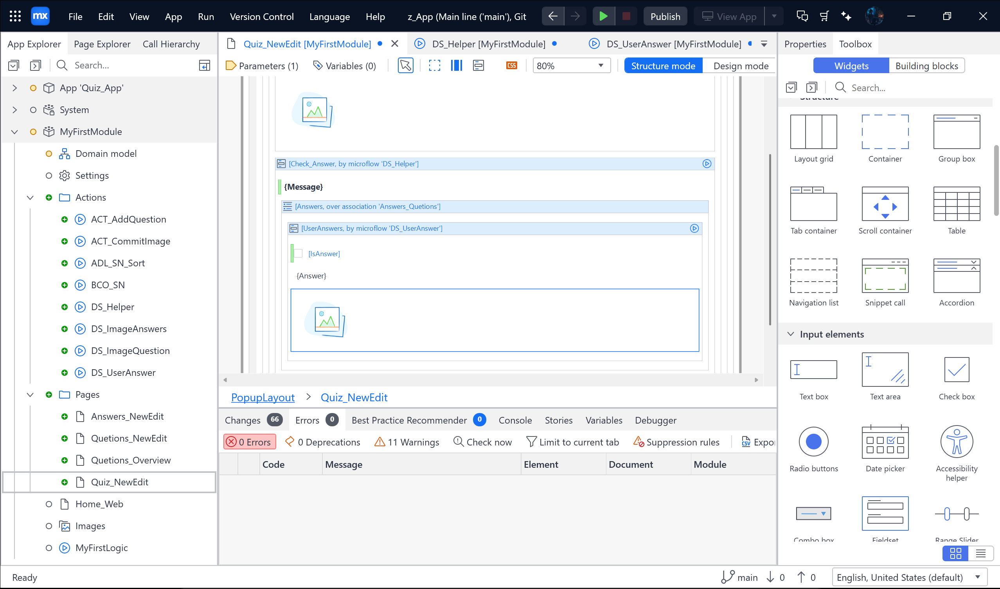 mx File Edit View App Run Version Control Language Help z_App (Main line ('main'), Git Publish View App
App Explorer Page Explorer Call Hierarchy
Search...
App 'Quiz_App'
System
MyFirstModule
Domain model
Settings
Actions
ACT_AddQuestion
ACT_CommitImage
ADL_SN_Sort
BCO_SN
DS_Helper
DS_ImageAnswers
DS_ImageQuestion
DS_UserAnswer
Pages
Answers_NewEdit
Quetions_NewEdit
Quetions_Overview
Quiz_NewEdit
Home_Web
Images
MyFirstLogic
Quiz_NewEdit [MyFirstModule] DS_Helper [MyFirstModule] DS_UserAnswer [MyFirstModule]
Parameters (1) Variables (0) CSS 80% Structure mode Design mode
[Check_Answer, by microflow 'DS_Helper']
{Message}
[Answers, over association 'Answers_Quetions']
[UserAnswers, by microflow 'DS_UserAnswer']
[IsAnswer]
{Answer}
PopupLayout > Quiz_NewEdit
Changes 66 Errors 0 Best Practice Recommender 0 Console Stories Variables Debugger
0 Errors 0 Deprecations 11 Warnings Check now Limit to current tab Suppression rules CSV Expor
Code Message Element Document Module
Properties Toolbox
Widgets Building blocks
Search...
Structure
Layout grid Container Group box
Tab container Scroll container Table
Navigation list Snippet call Accordion
Input elements
Text box Text area Check box
Radio buttons Date picker Accessibility
helper
Combo box Fieldset Range Slider
Ready main 0 0 English, United States (default)